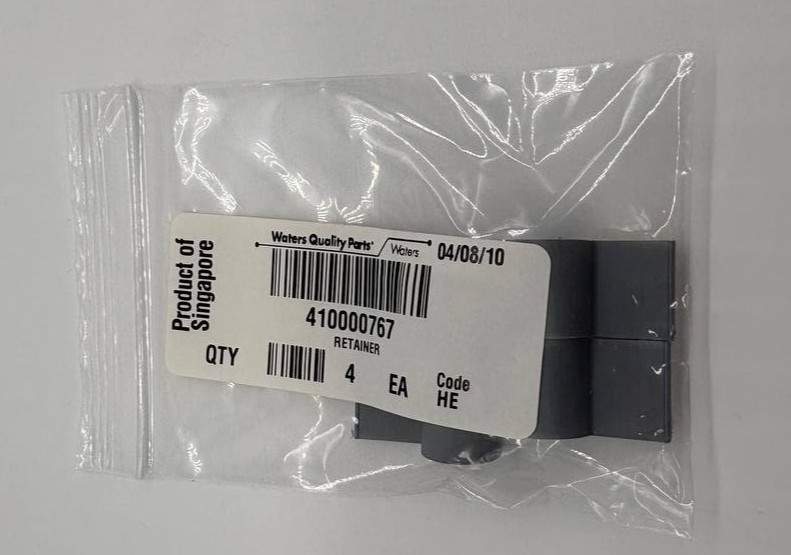 Product of
Singapore
Waters Quality Parts
Waters
04/08/10
410000767
RETAINER
QTY
4
EA
Code
HE